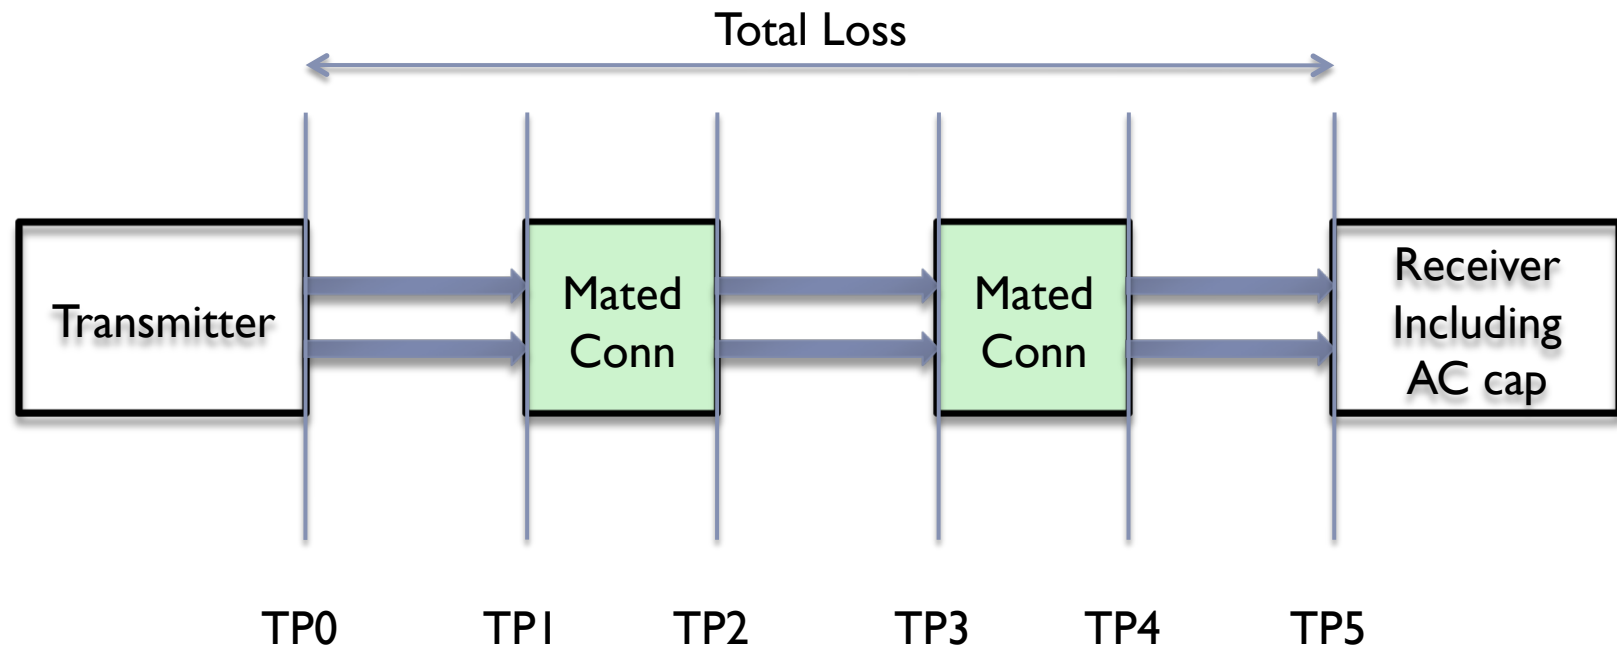 Total Loss
Transmitter
Mated
Conn
Mated
Conn
Receiver
Including
AC cap
TP0
TP1
TP2
TP3
TP4
TP5